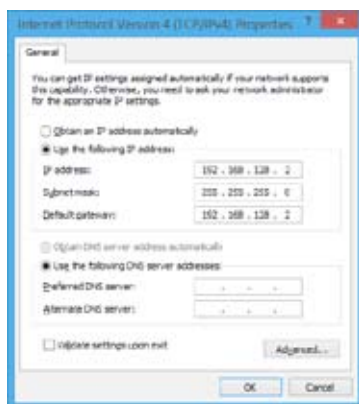 Internet Protocol Version 4 (TCP/IPv4) Properties
General
You can get IP settings assigned automatically if your network supports
this capability. Otherwise, you need to ask your network administrator
for the appropriate IP settings.
Obtain an IP address automatically
Use the following IP address:
IP address: 192 . 168 . 128 . 2
Subnet mask: 255 . 255 . 255 . 0
Default gateway: 192 . 168 . 128 . 2
Obtain DNS server address automatically
Use the following DNS server addresses:
Preferred DNS server: . . .
Alternate DNS server: . . .
Validate settings upon exit
Advanced...
OK Cancel